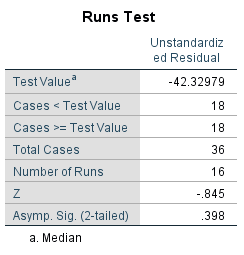 Runs Test
Unstandardiz
ed Residual
Test Valueª -42.32979
Cases < Test Value 18
Cases >= Test Value 18
Total Cases 36
Number of Runs 16
Z -.845
Asymp. Sig. (2-tailed) .398
a. Median